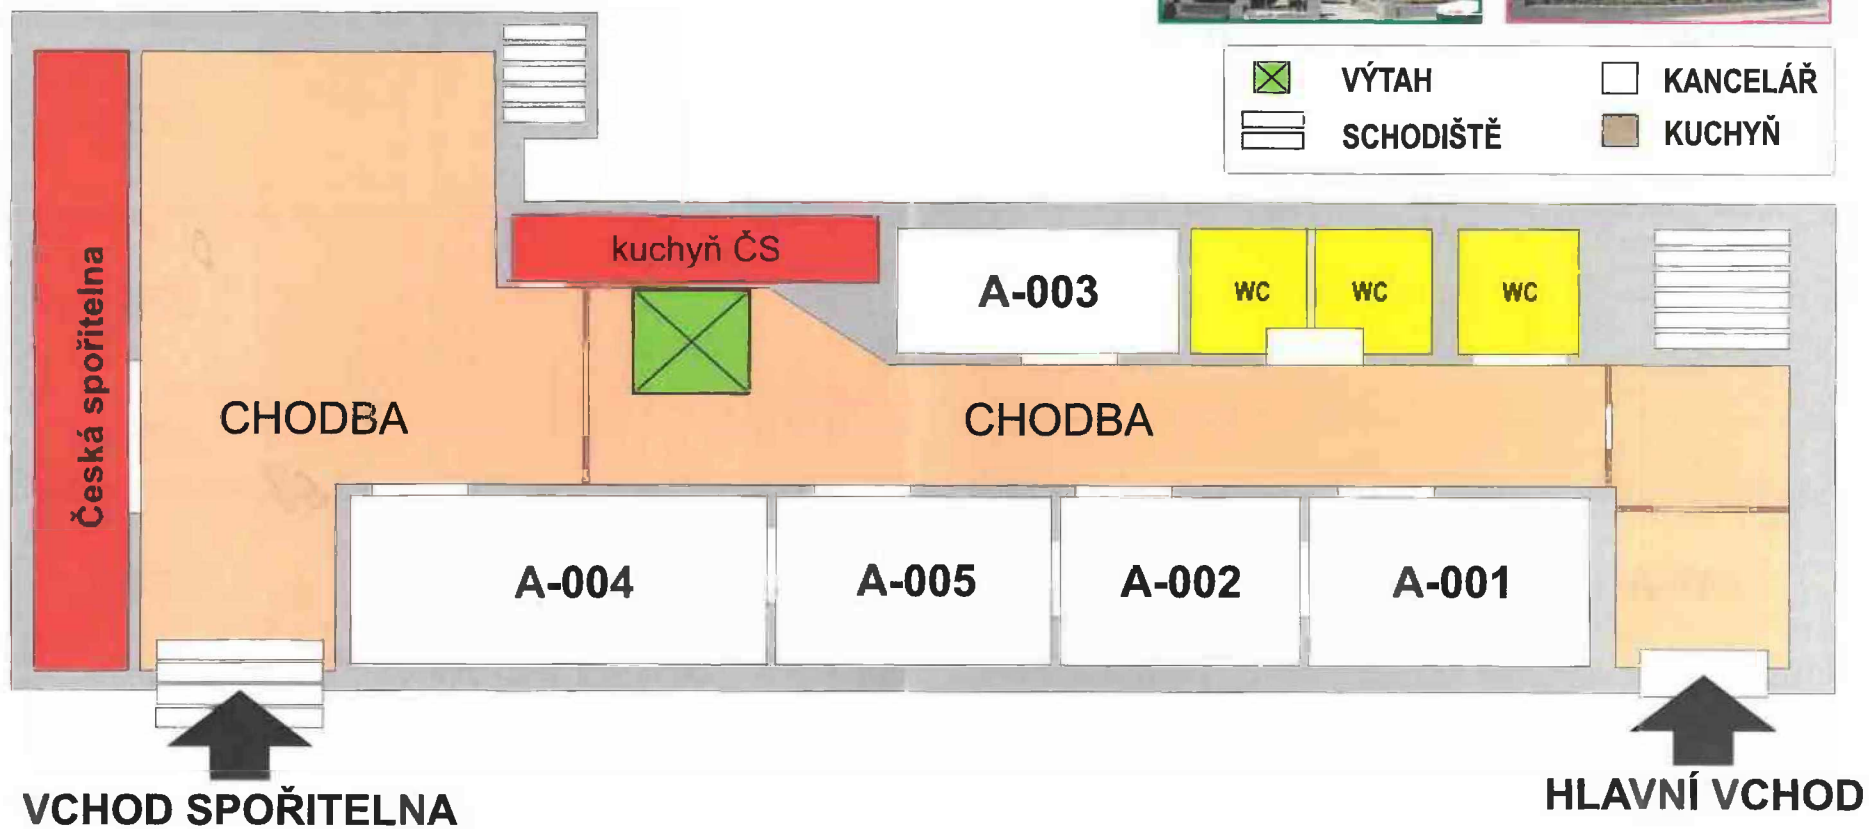 VÝTAH
KANCELÁŘ
SCHODIŠTĚ
KUCHYŇ
Česká spořitelna
kuchyň ČS
A-003
WC
WC
WC
CHODBA
CHODBA
A-004
A-005
A-002
A-001
VCHOD SPOŘITELNA
HLAVNÍ VCHOD